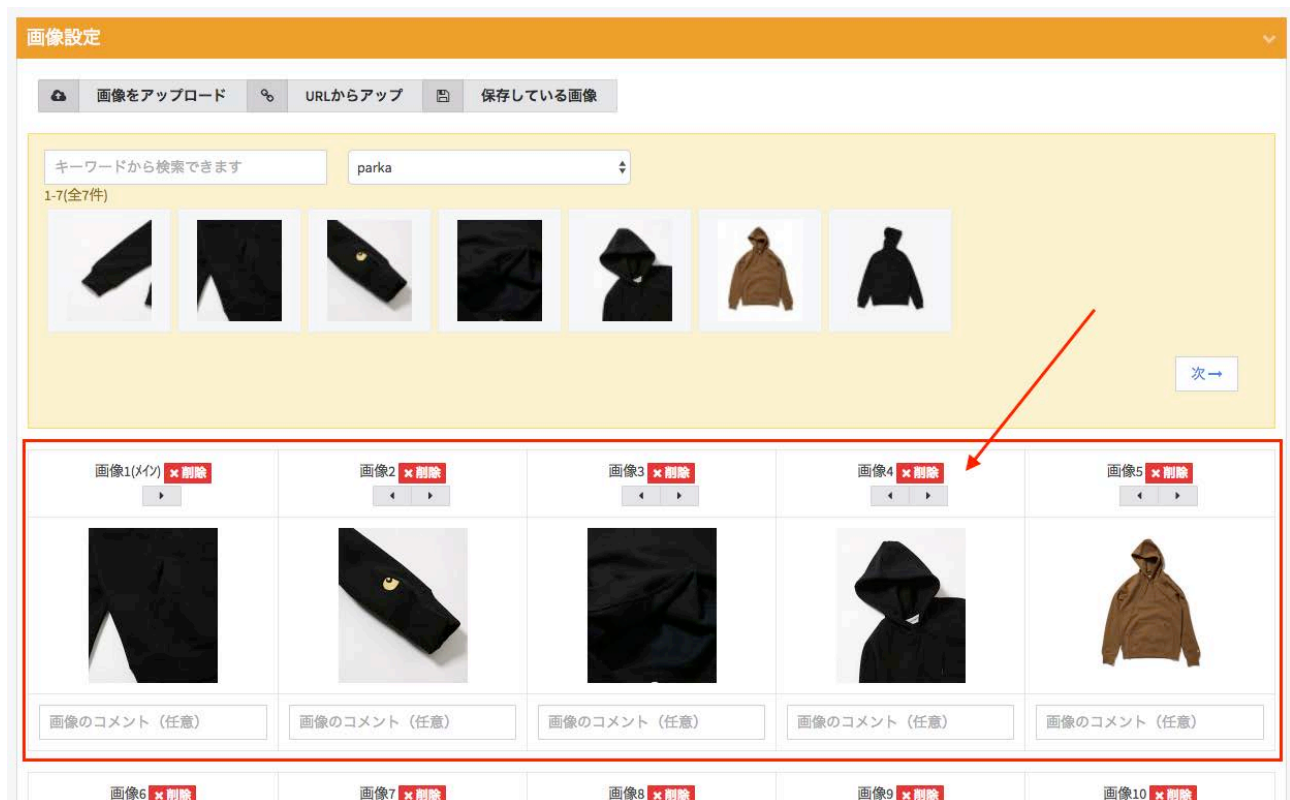 画像設定
画像をアップロード URLからアップ 保存している画像
キーワードから検索できます parka
1-7(全7件)
次→
画像1(メイン) ×削除 画像2 ×削除 画像3 ×削除 画像4 ×削除 画像5 ×削除
画像のコメント（任意） 画像のコメント（任意） 画像のコメント（任意） 画像のコメント（任意） 画像のコメント（任意）
画像6 ×削除 画像7 ×削除 画像8 ×削除 画像9 ×削除 画像10 ×削除